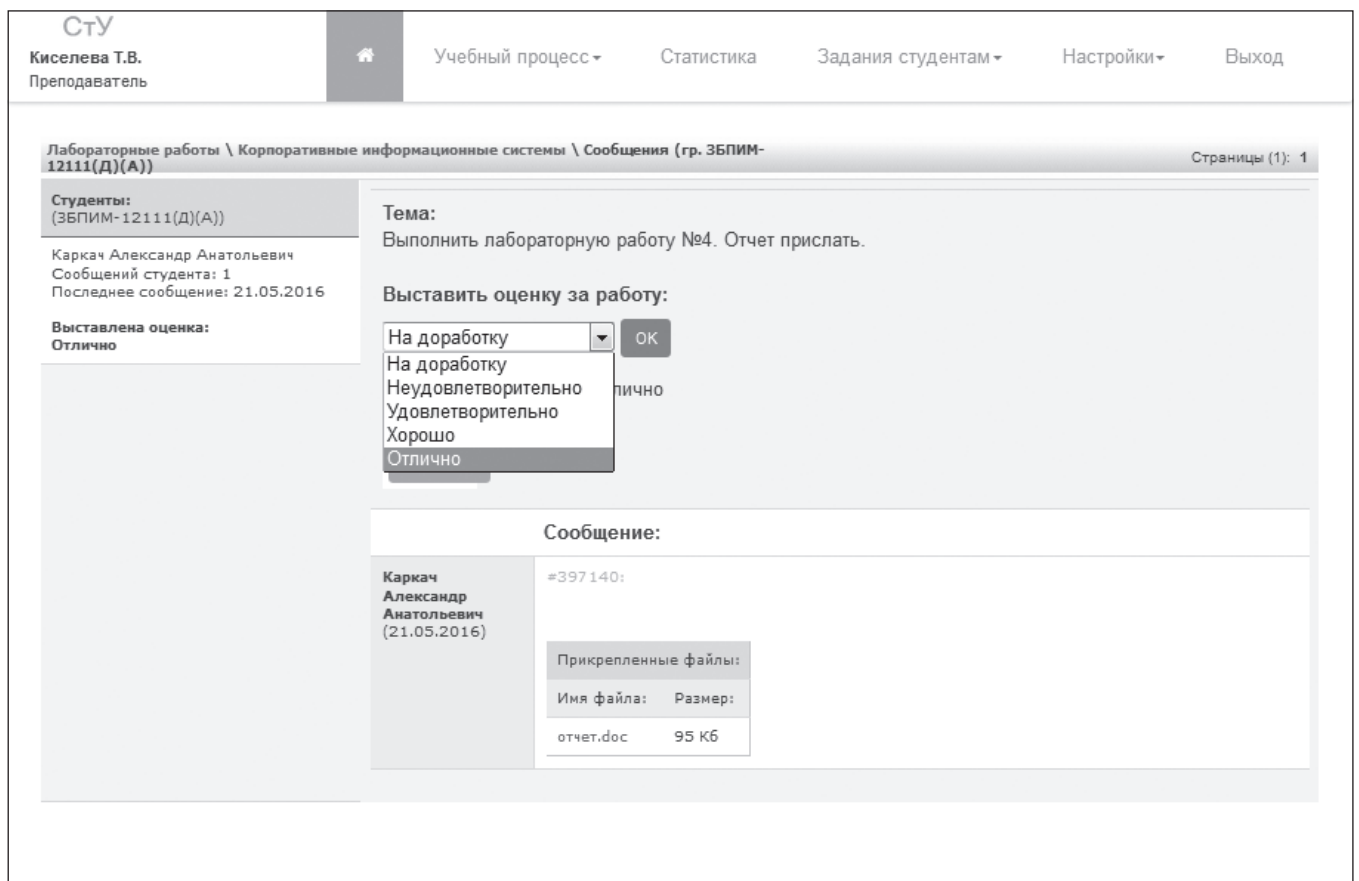 СтУ
Киселева Т.В.
Преподаватель
Учебный процесс
Статистика
Задания студентам
Настройки
Выход
Лабораторные работы \ Корпоративные информационные системы \ Сообщения (гр. ЗБПИМ-
12111(Д)(А))
Страницы (1): 1
Студенты:
(ЗБПИМ-12111(Д)(А))
Каркач Александр Анатольевич
Сообщений студента: 1
Последнее сообщение: 21.05.2016
Выставлена оценка:
Отлично
Тема:
Выполнить лабораторную работу №4. Отчет прислать.
Выставить оценку за работу:
На доработку
OK
На доработку
Неудовлетворительно
Удовлетворительно
Хорошо
Отлично
лично
Сообщение:
Каркач
Александр
Анатольевич
(21.05.2016)
#397140:
Прикрепленные файлы:
Имя файла: Размер:
отчет.doc 95 Кб